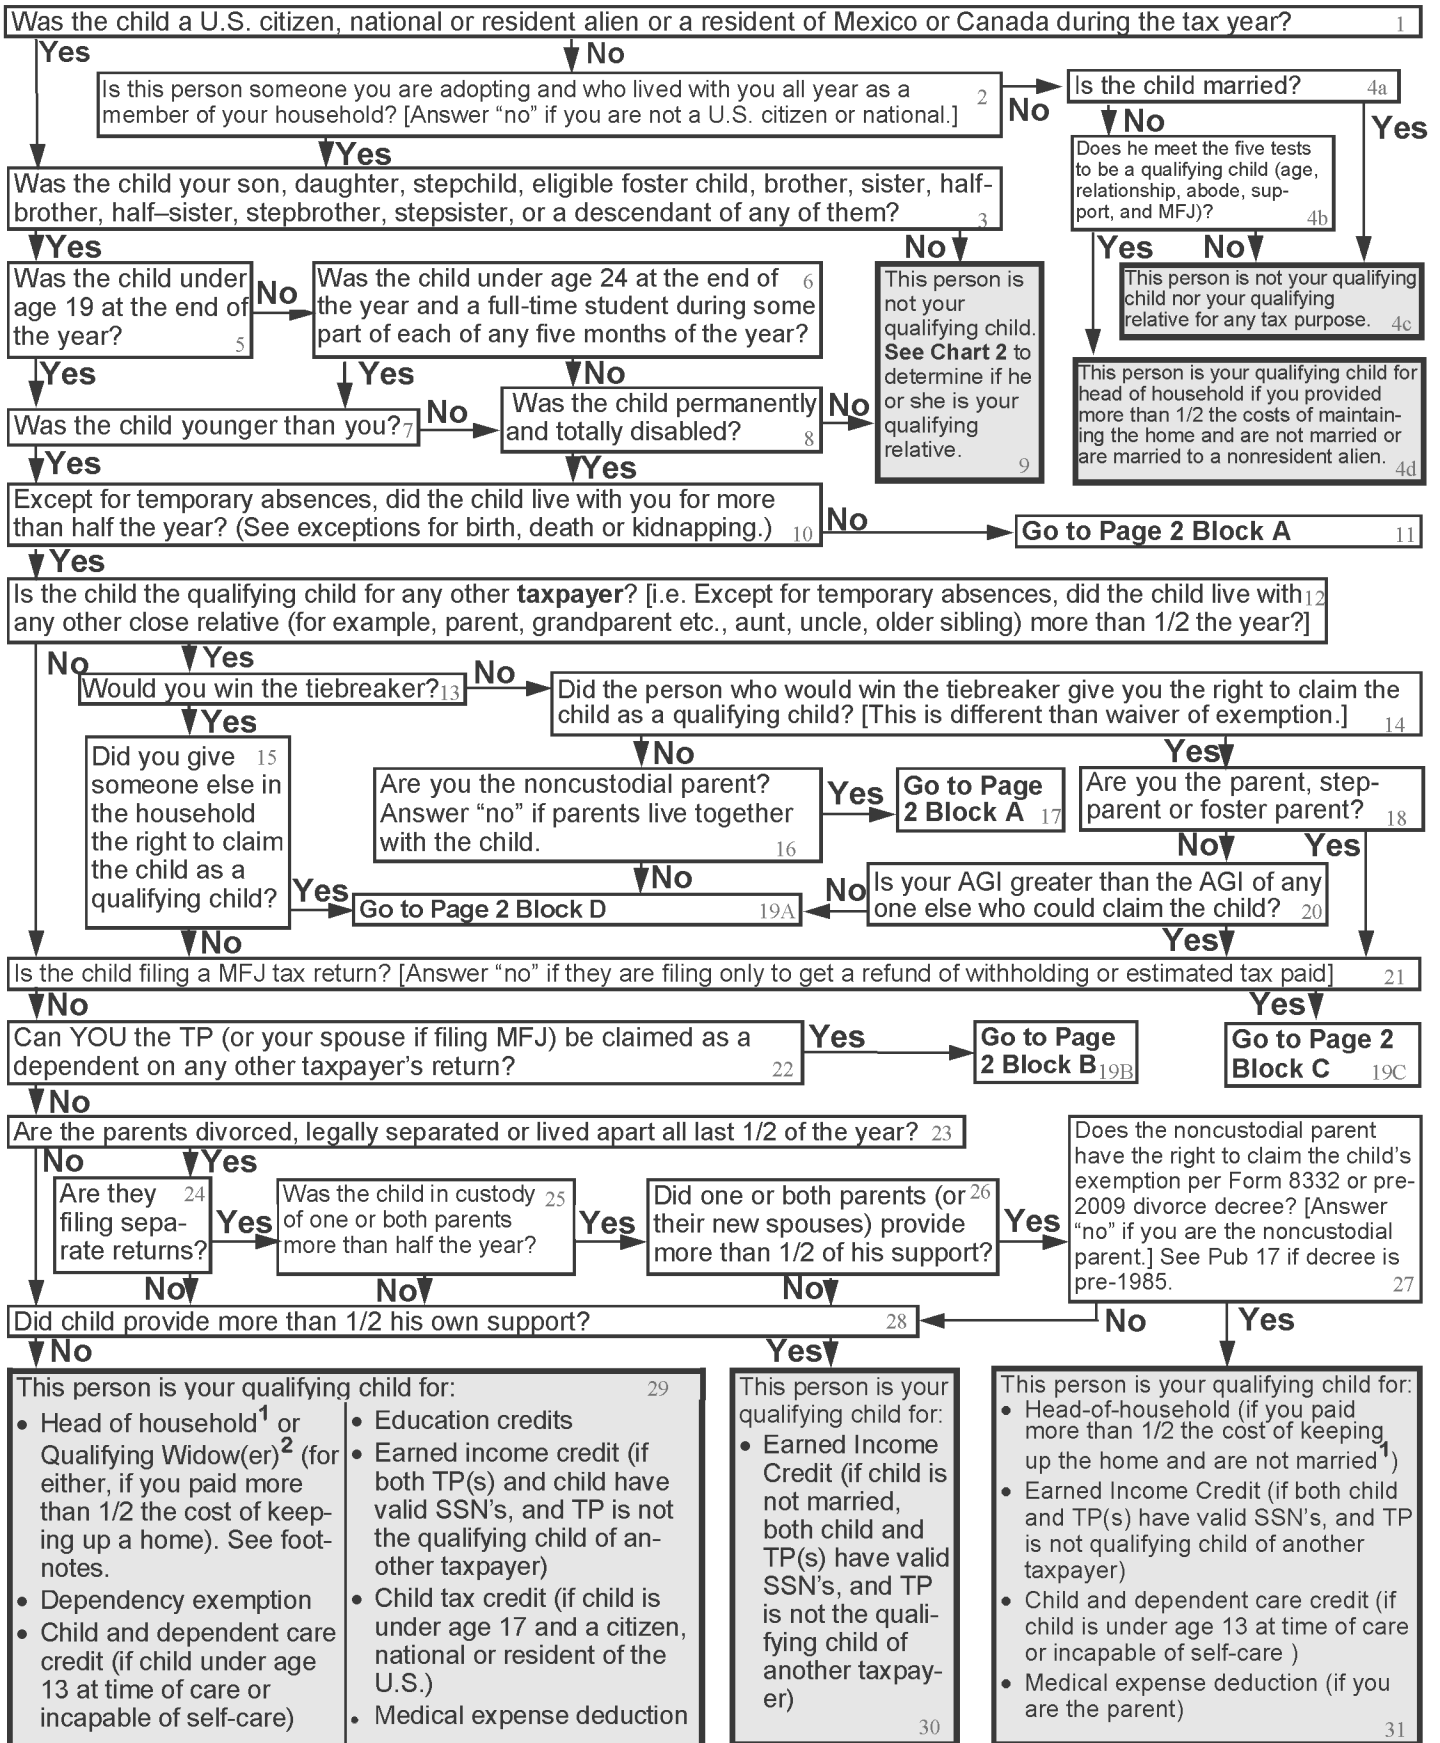 Was the child a U.S. citizen, national or resident alien or a resident of Mexico or Canada during the tax year? 1
Yes
No
Is this person someone you are adopting and who lived with you all year as a
member of your household? [Answer “no” if you are not a U.S. citizen or national.] 2
No
Is the child married? 4a
No
Yes
Yes
Does he meet the five tests
to be a qualifying child (age,
relationship, abode, sup-
port, and MFJ)? 4b
Was the child your son, daughter, stepchild, eligible foster child, brother, sister, half-
brother, half–sister, stepbrother, stepsister, or a descendant of any of them? 3
Yes
No
Yes
No
This person is not your qualifying
child nor your qualifying
relative for any tax purpose. 4c
Was the child under
age 19 at the end of
the year? 5
No
Was the child under age 24 at the end of 6
the year and a full-time student during some
part of each of any five months of the year?
This person is
not your
qualifying child.
See Chart 2 to
determine if he
or she is your
qualifying
relative. 9
This person is your qualifying child for
head of household if you provided
more than 1/2 the costs of maintain-
ing the home and are not married or
are married to a nonresident alien. 4d
Yes
Yes
No
Was the child younger than you? 7
No
Was the child permanently
and totally disabled? 8
No
Yes
Yes
Except for temporary absences, did the child live with you for more
than half the year? (See exceptions for birth, death or kidnapping.) 10
No
Go to Page 2 Block A 11
Yes
Is the child the qualifying child for any other taxpayer? [i.e. Except for temporary absences, did the child live with 12
any other close relative (for example, parent, grandparent etc., aunt, uncle, older sibling) more than 1/2 the year?]
No
Yes
Would you win the tiebreaker? 13
No
Did the person who would win the tiebreaker give you the right to claim the
child as a qualifying child? [This is different than waiver of exemption.] 14
Yes
No
Yes
Did you give 15
someone else in
the household
the right to claim
the child as a
qualifying child?
Are you the noncustodial parent?
Answer “no” if parents live together
with the child. 16
Yes
Go to Page
2 Block A 17
Are you the parent, step-
parent or foster parent? 18
No
No
Yes
Yes
Go to Page 2 Block D 19A
No
Is your AGI greater than the AGI of any
one else who could claim the child? 20
No
Yes
Is the child filing a MFJ tax return? [Answer “no” if they are filing only to get a refund of withholding or estimated tax paid] 21
No
Yes
Can YOU the TP (or your spouse if filing MFJ) be claimed as a
dependent on any other taxpayer’s return? 22
Yes
Go to Page
2 Block B 19B
Go to Page 2
Block C 19C
No
Are the parents divorced, legally separated or lived apart all last 1/2 of the year? 23
No
Yes
Are they 24
filing sepa-
rate returns?
Yes
Was the child in custody 25
of one or both parents
more than half the year?
Yes
Did one or both parents (or 26
their new spouses) provide
more than 1/2 of his support?
Yes
Does the noncustodial parent
have the right to claim the child’s
exemption per Form 8332 or pre-
2009 divorce decree? [Answer
“no” if you are the noncustodial
parent.] See Pub 17 if decree is
pre-1985. 27
No
No
No
Did child provide more than 1/2 his own support? 28
No
Yes
No
Yes
This person is your qualifying child for: 29
• Head of household1 or
Qualifying Widow(er)2 (for
either, if you paid more
than 1/2 the cost of keep-
ing up a home). See foot-
notes.
• Dependency exemption
• Child and dependent care
credit (if child under age
13 at time of care or
incapable of self-care)
• Education credits
• Earned income credit (if
both TP(s) and child have
valid SSN’s, and TP is not
the qualifying child of an-
other taxpayer)
• Child tax credit (if child is
under age 17 and a citizen,
national or resident of the
U.S.)
• Medical expense deduction
This person is your
qualifying child for:
• Earned Income
Credit (if child is
not married,
both child and
TP(s) have valid
SSN’s, and TP
is not the quali-
fying child of
another taxpay-
er)
30
This person is your qualifying child for:
• Head-of-household (if you paid
more than 1/2 the cost of keeping
up the home and are not married1)
• Earned Income Credit (if both child
and TP(s) have valid SSN’s, and TP
is not qualifying child of another
taxpayer)
• Child and dependent care credit (if
child is under age 13 at time of care
or incapable of self-care )
• Medical expense deduction (if you
are the parent)
31